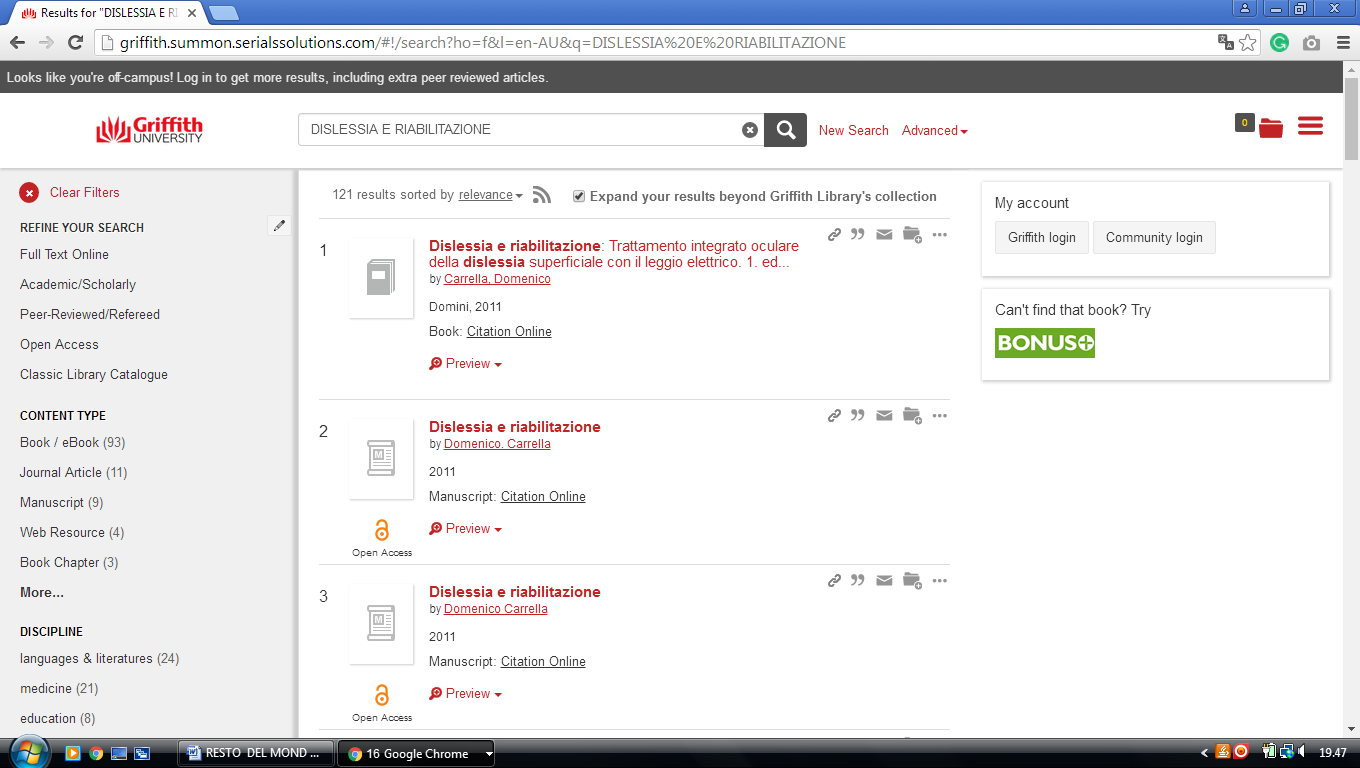 Results for "DISLESSIA E RI
griffith.summon.serialssolutions.com/#!/search?ho=f&l=en-AU&q=DISLESSIA%20E%20RIABILITAZIONE
Looks like you're off-campus! Log in to get more results, including extra peer reviewed articles.
Griffith
UNIVERSITY
DISLESSIA E RIABILITAZIONE
New Search
Advanced
0
Clear Filters
REFINE YOUR SEARCH
Full Text Online
Academic/Scholarly
Peer-Reviewed/Refereed
Open Access
Classic Library Catalogue
CONTENT TYPE
Book / eBook (93)
Journal Article (11)
Manuscript (9)
Web Resource (4)
Book Chapter (3)
More...
DISCIPLINE
languages & literatures (24)
medicine (21)
education (8)
121 results sorted by relevance
Expand your results beyond Griffith Library's collection
1
Dislessia e riabilitazione: Trattamento integrato oculare
della dislessia superficiale con il leggio elettrico. 1. ed...
by Carrella, Domenico
Domini, 2011
Book: Citation Online
Preview
2
Dislessia e riabilitazione
by Domenico. Carrella
2011
Manuscript: Citation Online
Preview
Open Access
3
Dislessia e riabilitazione
by Domenico Carrella
2011
Manuscript: Citation Online
Preview
Open Access
My account
Griffith login
Community login
Can't find that book? Try
BONUS+
RESTO DEL MOND ...
16 Google Chrome
19.47